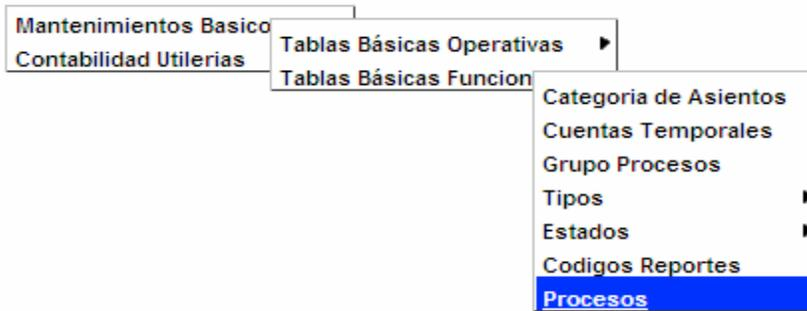 Mantenimientos Basico
Contabilidad Utilerias
Tablas Básicas Operativas
Tablas Básicas Funcion
Categoria de Asientos
Cuentas Temporales
Grupo Procesos
Tipos
Estados
Codigos Reportes
Procesos